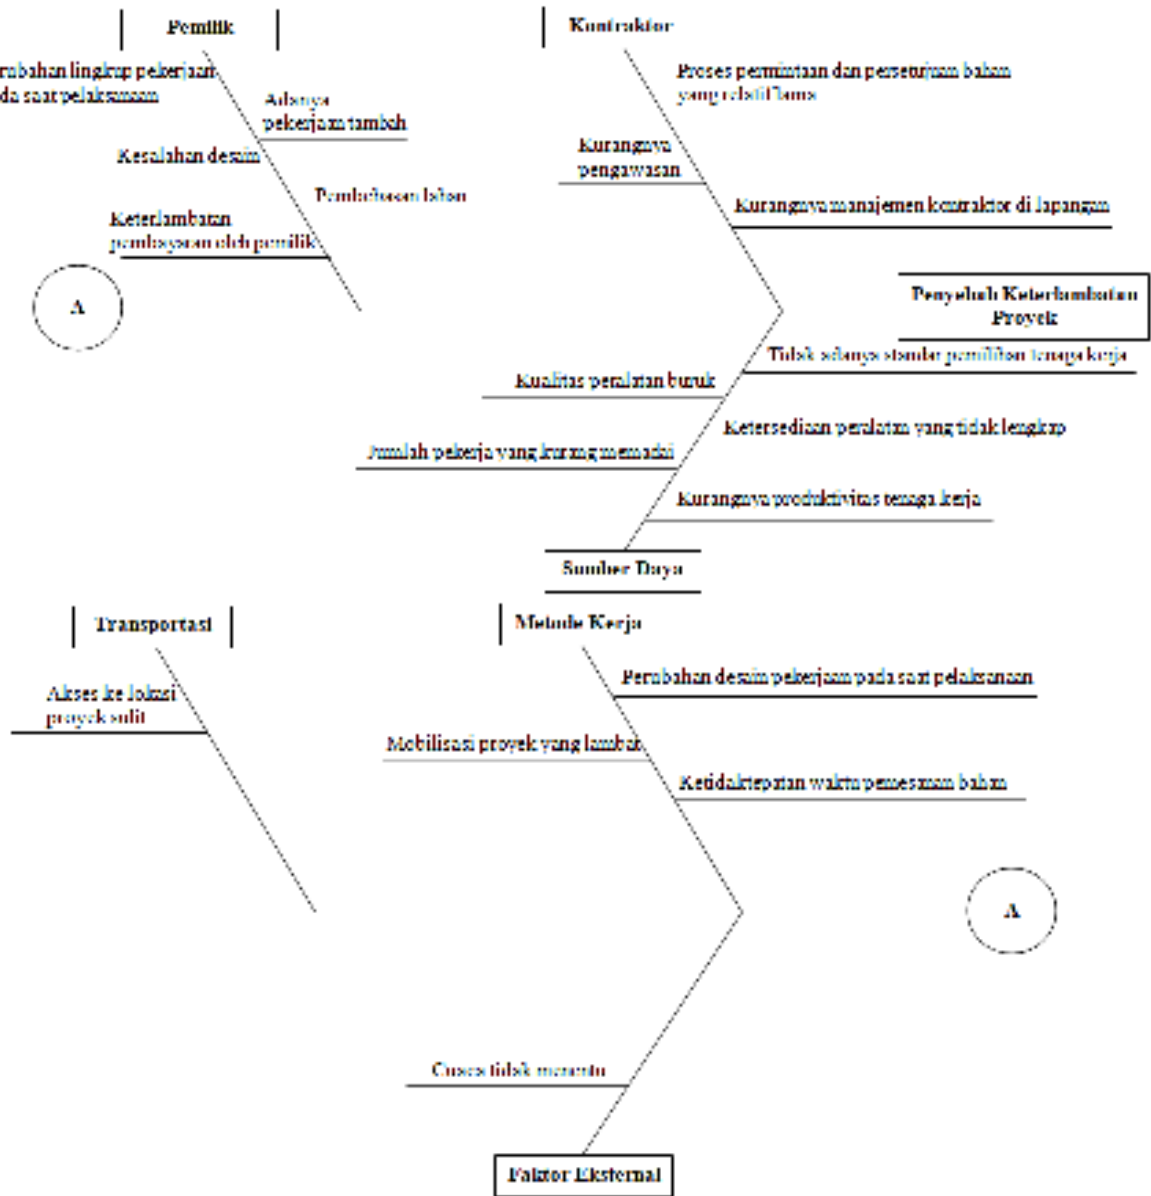 Pemilik
Kontraktor
rubahan lingkup pekerjaan
da saat pelaksanaan
Proses permintaan dan persetujuan bahan
yang relatif lama
Adanya
pekerjaan tambah
Kesalahan desain
Kurangnya
pengawasan
Pembebasan lahan
Kurangnya manajemen kontraktor di lapangan
Keterlambatan
pembayaran oleh pemilik
A
Penyebab Keterlambatan
Proyek
Tidak adanya standar pemilihan tenaga kerja
Kualitas peralatan buruk
Ketersediaan peralatan yang tidak lengkap
Jumlah pekerja yang kurang memadai
Kurangnya produktivitas tenaga kerja
Sumber Daya
Transportasi
Metode Kerja
Perubahan desain pekerjaan pada saat pelaksanaan
Akses ke lokasi
proyek sulit
Mobilisasi proyek yang lambat
Ketidaktepatan waktu pemesanan bahan
A
Cuaca tidak menentu
Faktor Eksternal